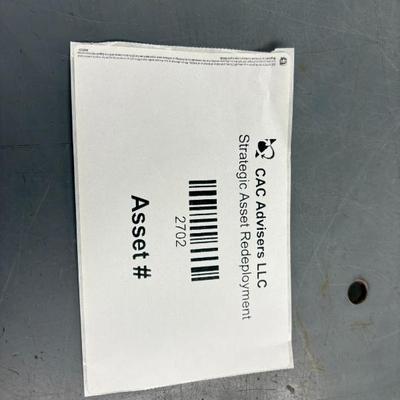 CAC Advisers LLC
Strategic Asset Redeployment
2702
Asset #